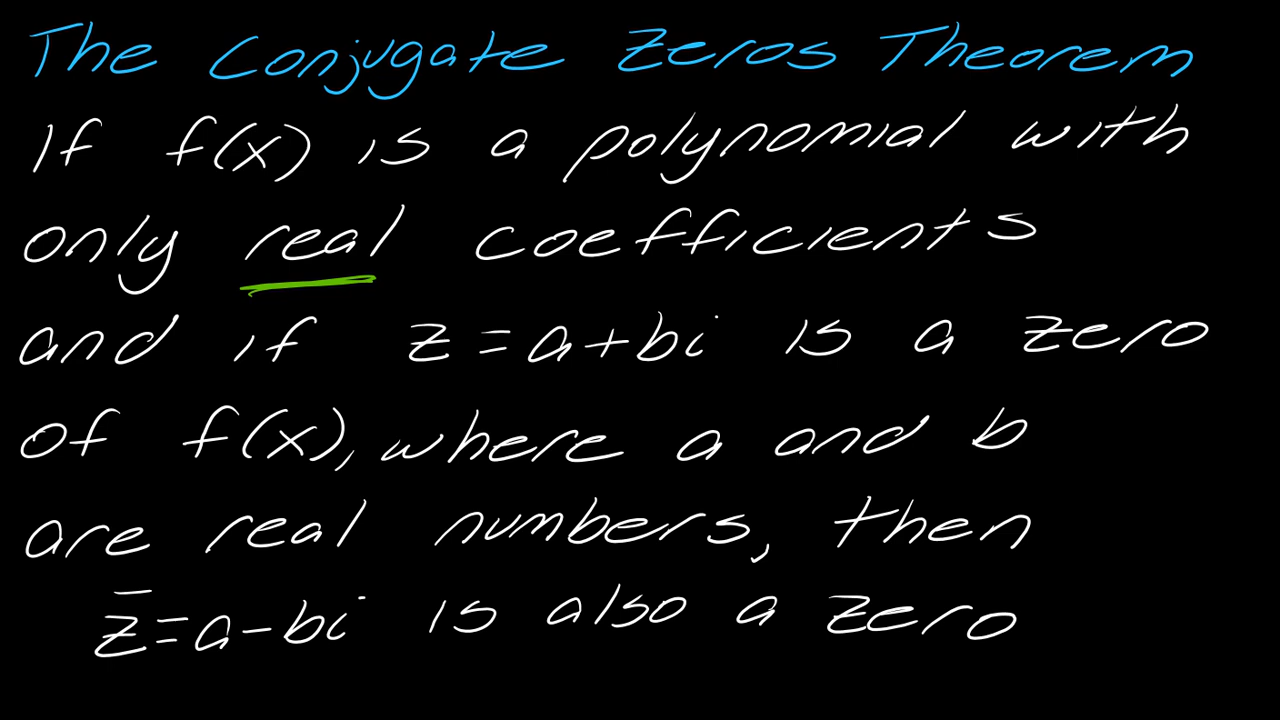 The Conjugate Zeros Theorem
If f(x) is a polynomial with
only real coefficients
and if z=a+bi is a zero
of f(x), where a and b
are real numbers, then
z̄=a-bi is also a zero